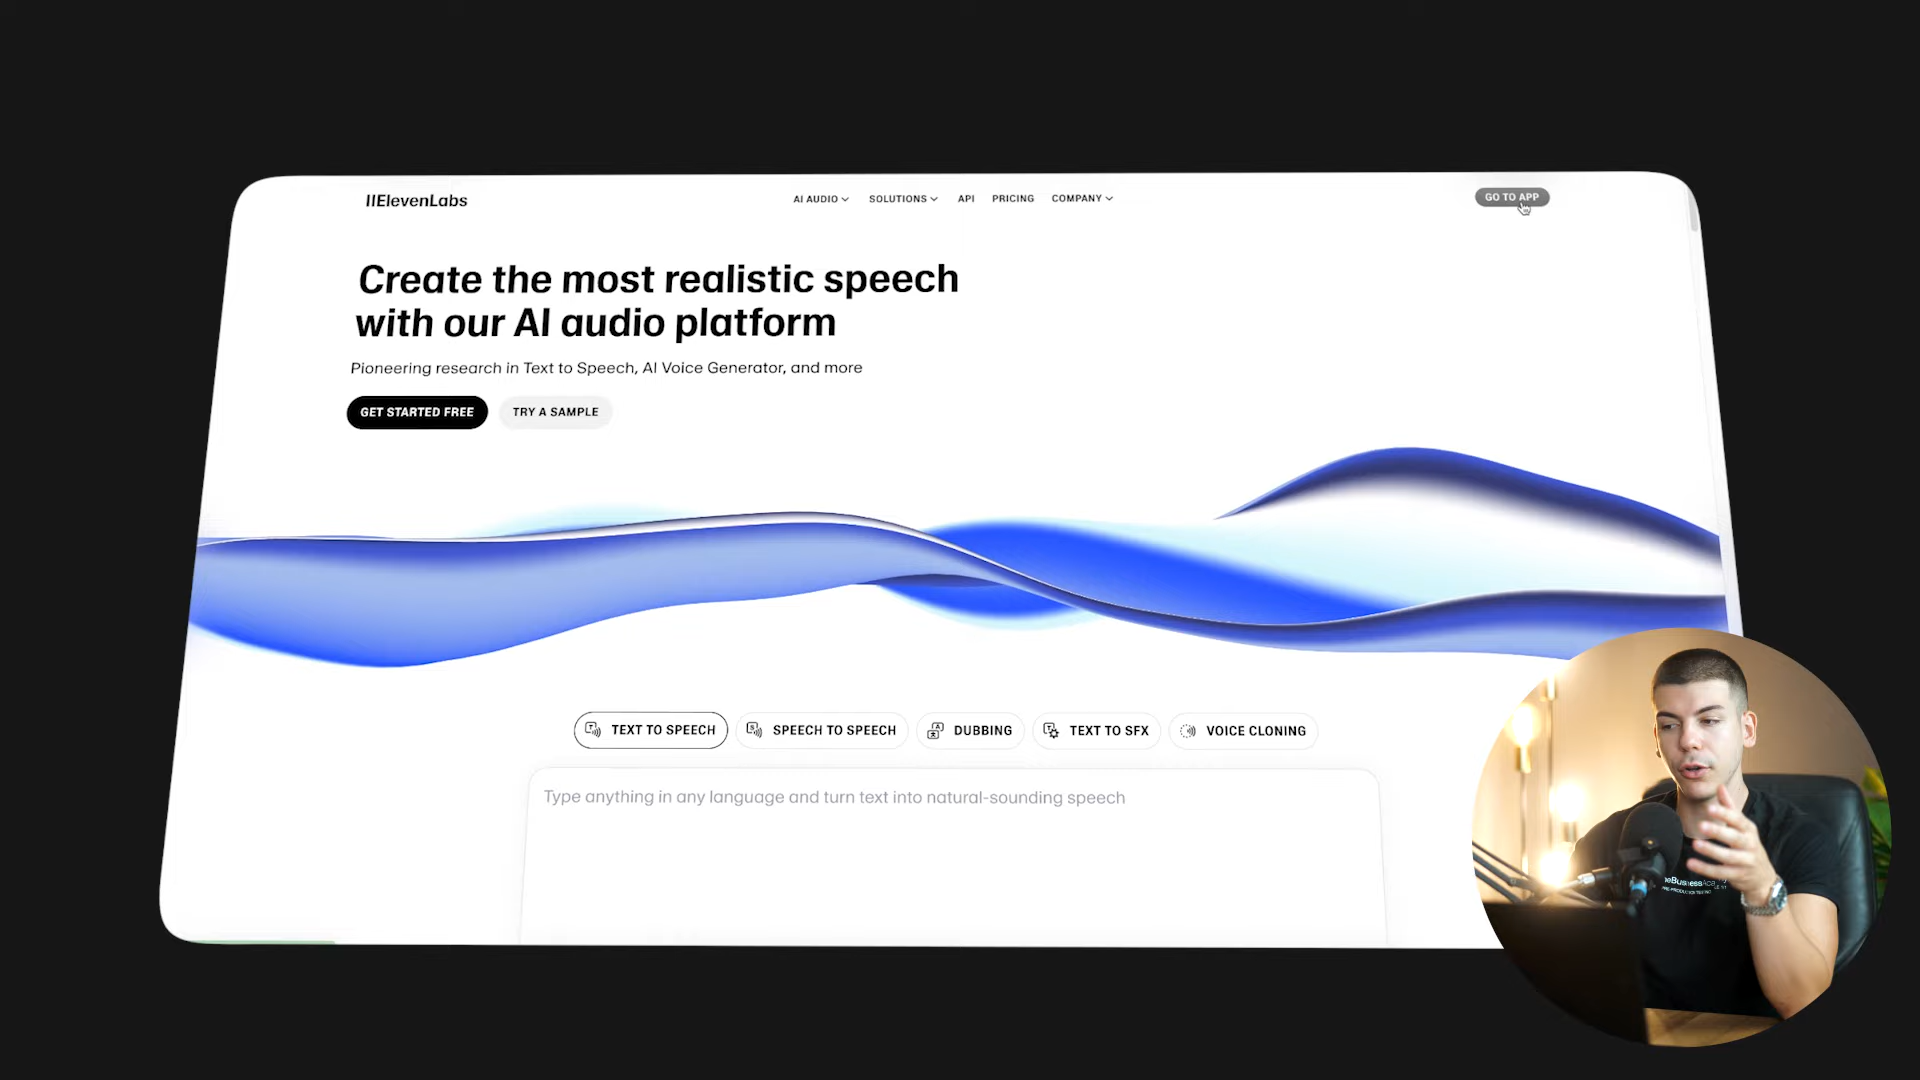 IIElevenLabs
AI AUDIO
SOLUTIONS
API
PRICING
COMPANY
GO TO APP
Create the most realistic speech
with our AI audio platform
Pioneering research in Text to Speech, AI Voice Generator, and more
GET STARTED FREE
TRY A SAMPLE
TEXT TO SPEECH
SPEECH TO SPEECH
DUBBING
TEXT TO SFX
VOICE CLONING
Type anything in any language and turn text into natural-sounding speech